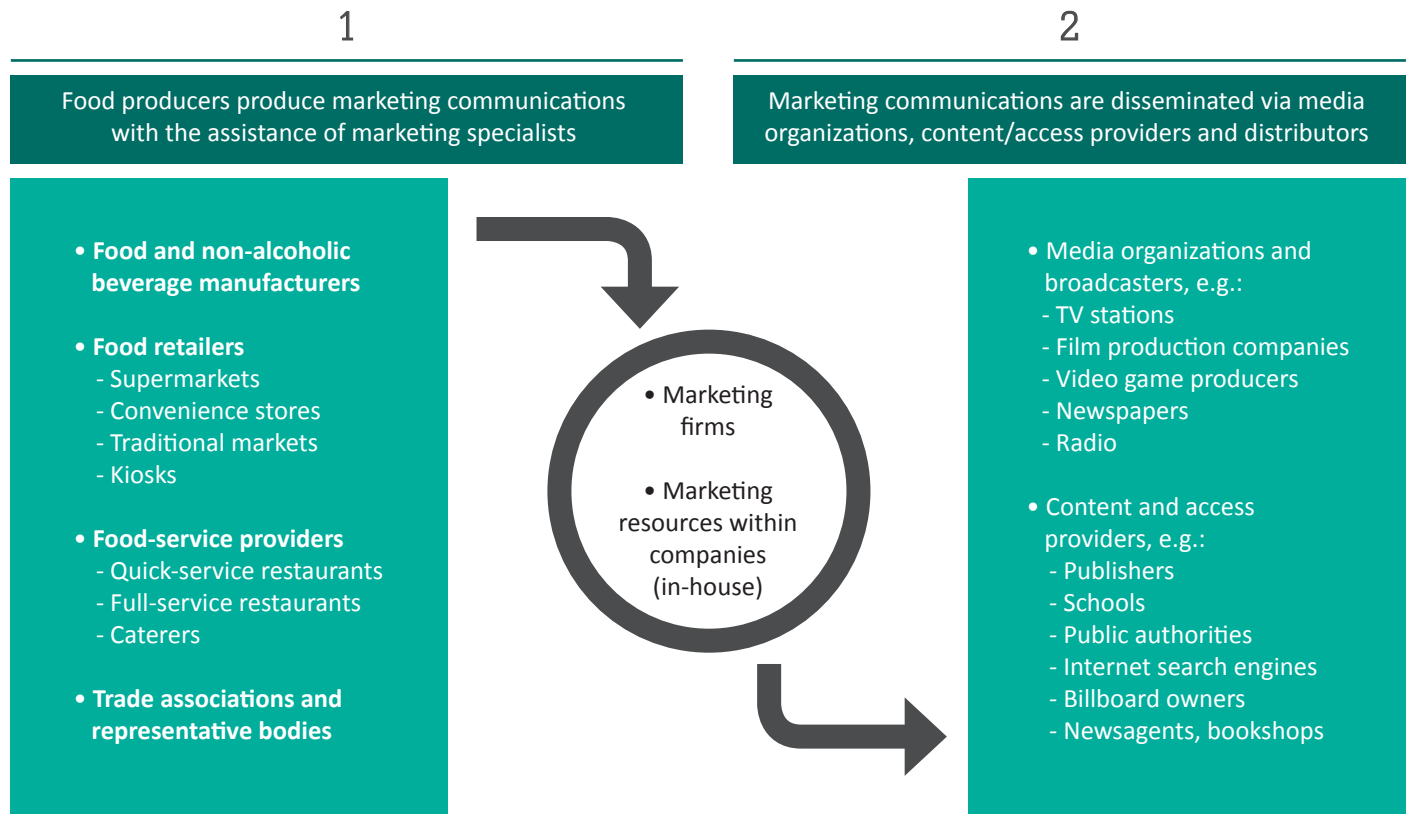 1
Food producers produce marketing communications
with the assistance of marketing specialists
• Food and non-alcoholic
beverage manufacturers
• Food retailers
- Supermarkets
- Convenience stores
- Traditional markets
- Kiosks
• Food-service providers
- Quick-service restaurants
- Full-service restaurants
- Caterers
• Trade associations and
representative bodies
• Marketing
firms
• Marketing
resources within
companies
(in-house)
2
Marketing communications are disseminated via media
organizations, content/access providers and distributors
• Media organizations and
broadcasters, e.g.:
- TV stations
- Film production companies
- Video game producers
- Newspapers
- Radio
• Content and access
providers, e.g.:
- Publishers
- Schools
- Public authorities
- Internet search engines
- Billboard owners
- Newsagents, bookshops